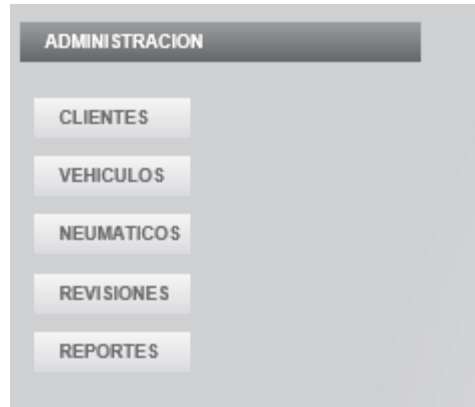 ADMINISTRACION
CLIENTES
VEHICULOS
NEUMATICOS
REVISIONES
REPORTES